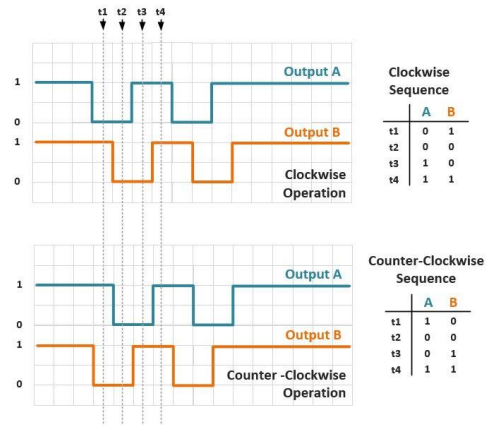 t1 t2 t3 t4
1
Output A
0
Output B
1
0
Clockwise
Operation
Clockwise
Sequence
A B
t1 0 1
t2 0 0
t3 1 0
t4 1 1
1
Output A
0
Output B
1
0
Counter -Clockwise
Operation
Counter-Clockwise
Sequence
A B
t1 1 0
t2 0 0
t3 0 1
t4 1 1